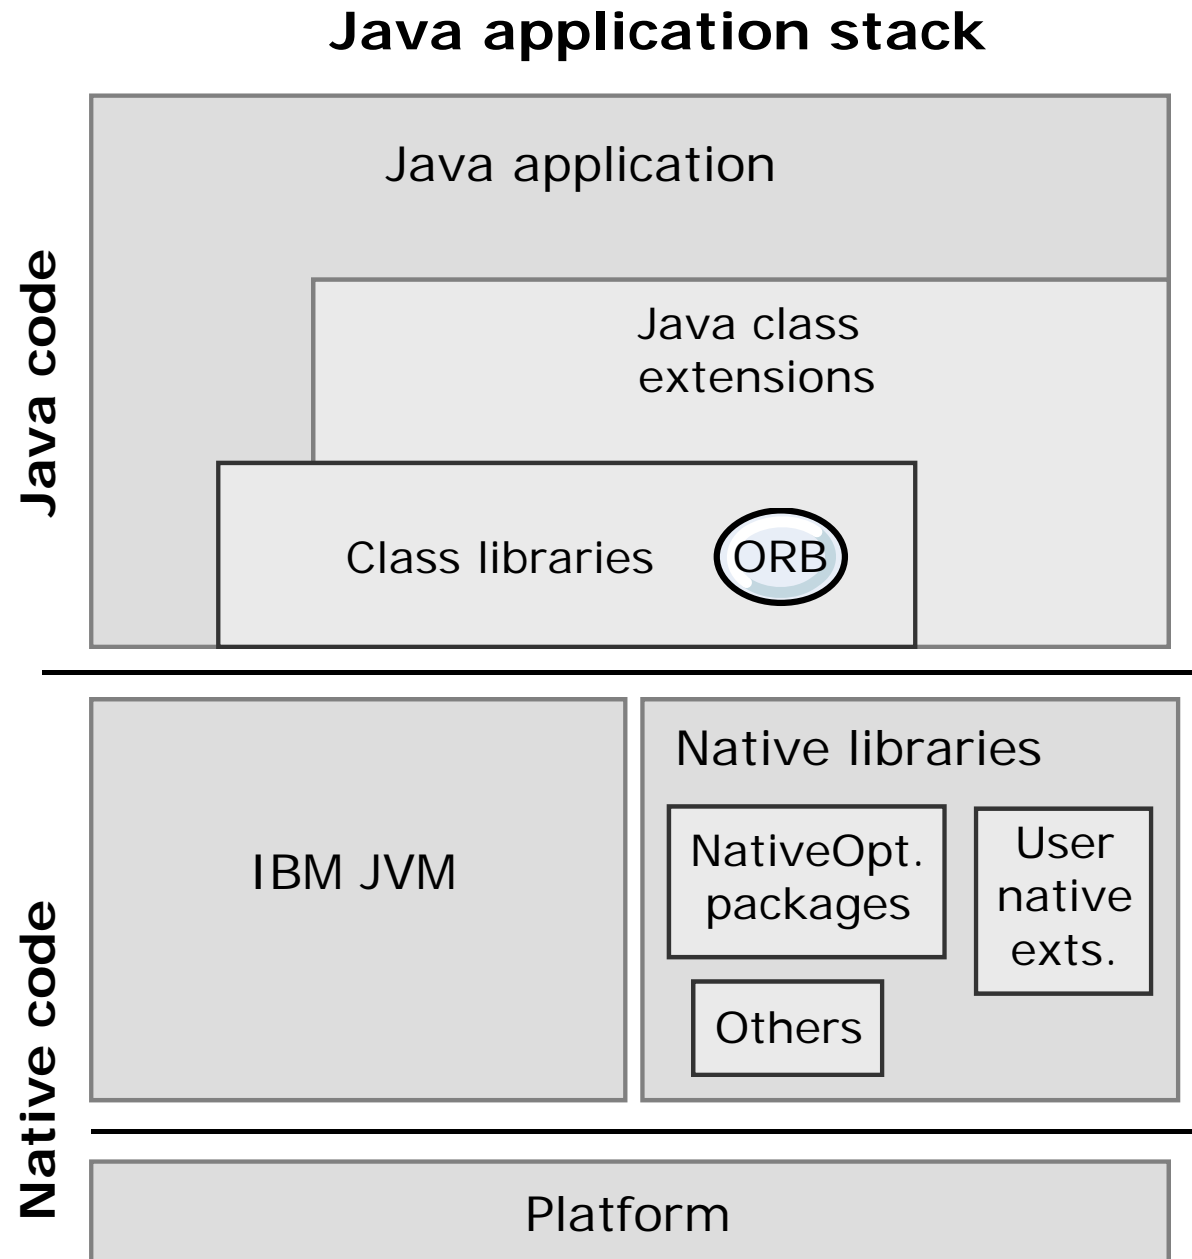 Java application stack
Java code
Java application
Java class
extensions
Class libraries
ORB
Native code
IBM JVM
Native libraries
NativeOpt.
packages
User
native
exts.
Others
Platform